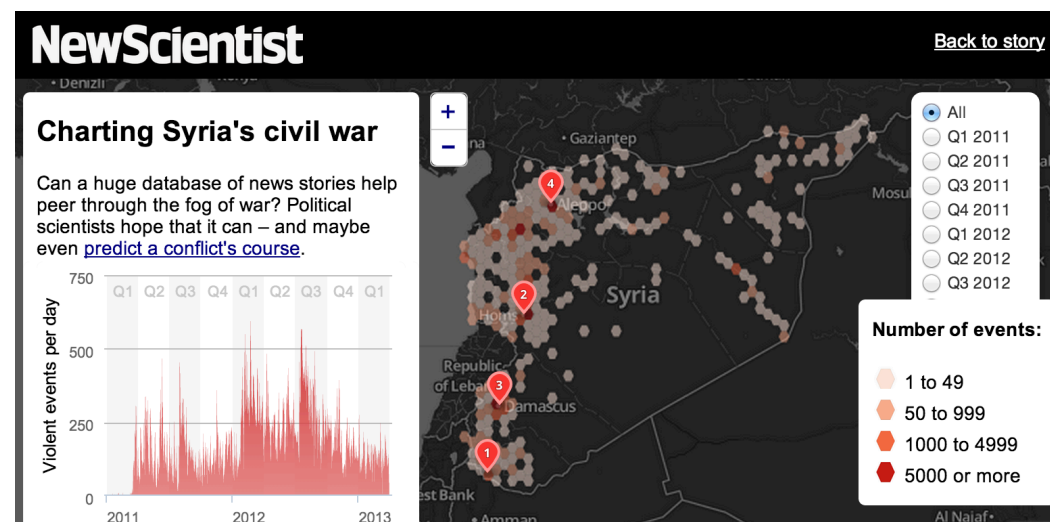 NewScientist
Back to story
• Denizli
Charting Syria's civil war
Can a huge database of news stories help
peer through the fog of war? Political
scientists hope that it can – and maybe
even predict a conflict's course.
Violent events per day
750
500
250
0
Q1 Q2 Q3 Q4 Q1 Q2 Q3 Q4 Q1
2011 2012 2013
+
−
• Gaziantep
4
Aleppo
2
Homs
Syria
Republic
of Leba
3
Damascus
1
est Bank
• Amman
Mosul
Al Najaf•
All
Q1 2011
Q2 2011
Q3 2011
Q4 2011
Q1 2012
Q2 2012
Q3 2012
Number of events:
1 to 49
50 to 999
1000 to 4999
5000 or more